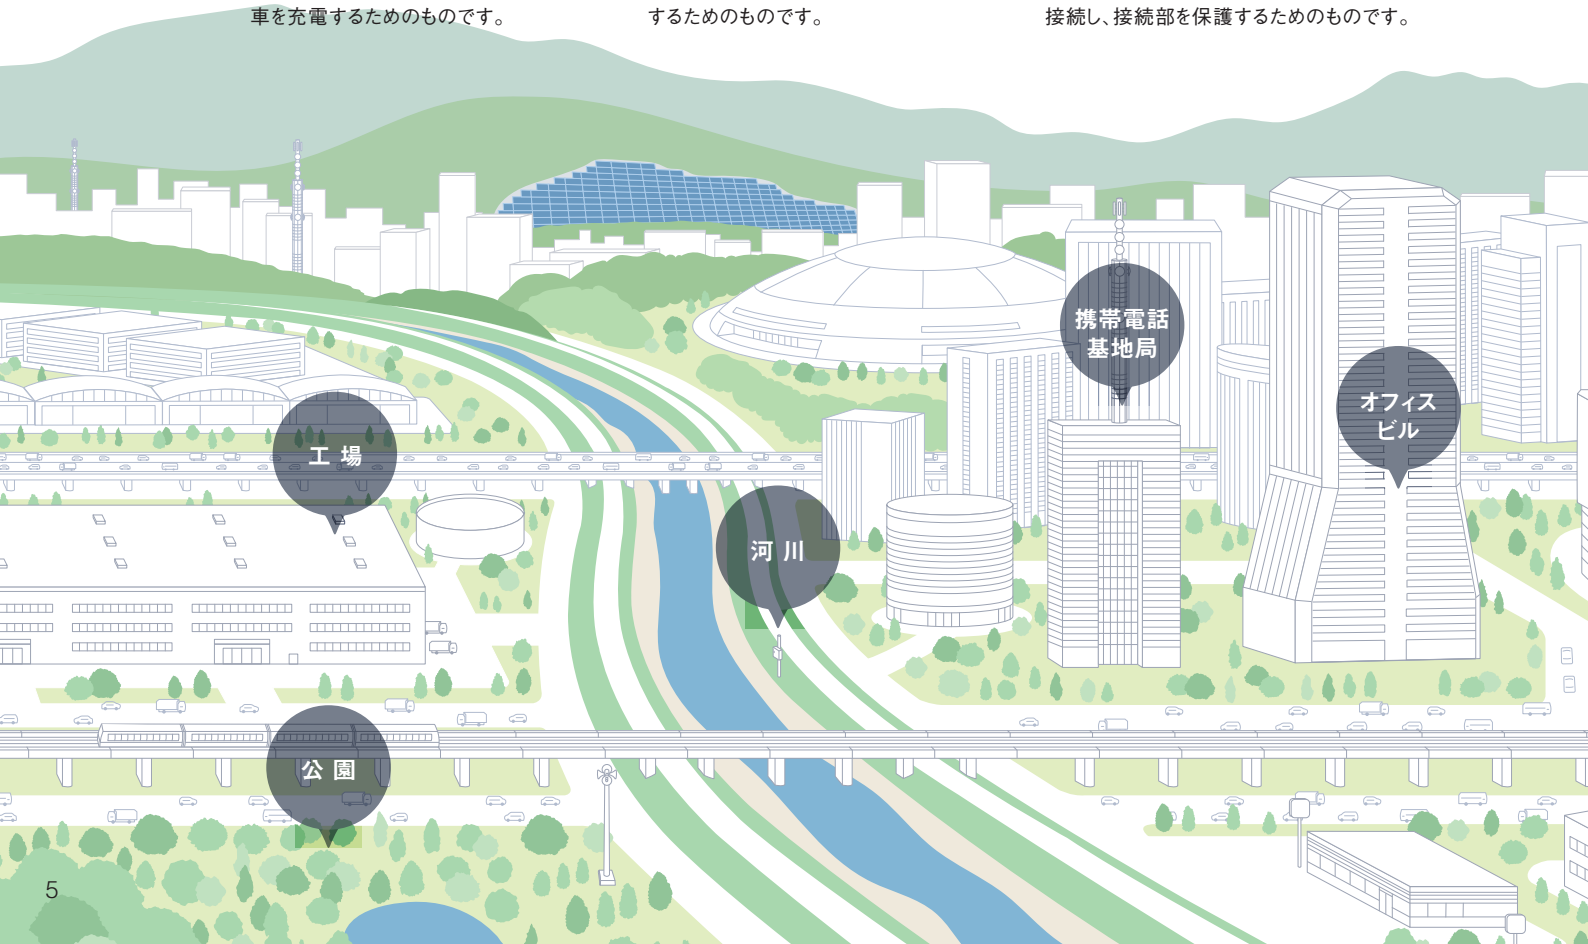 車を充電するためのものです。
するためのものです。
接続し、接続部を保護するためのものです。
携帯電話
基地局
オフィス
ビル
工場
河川
公園
5